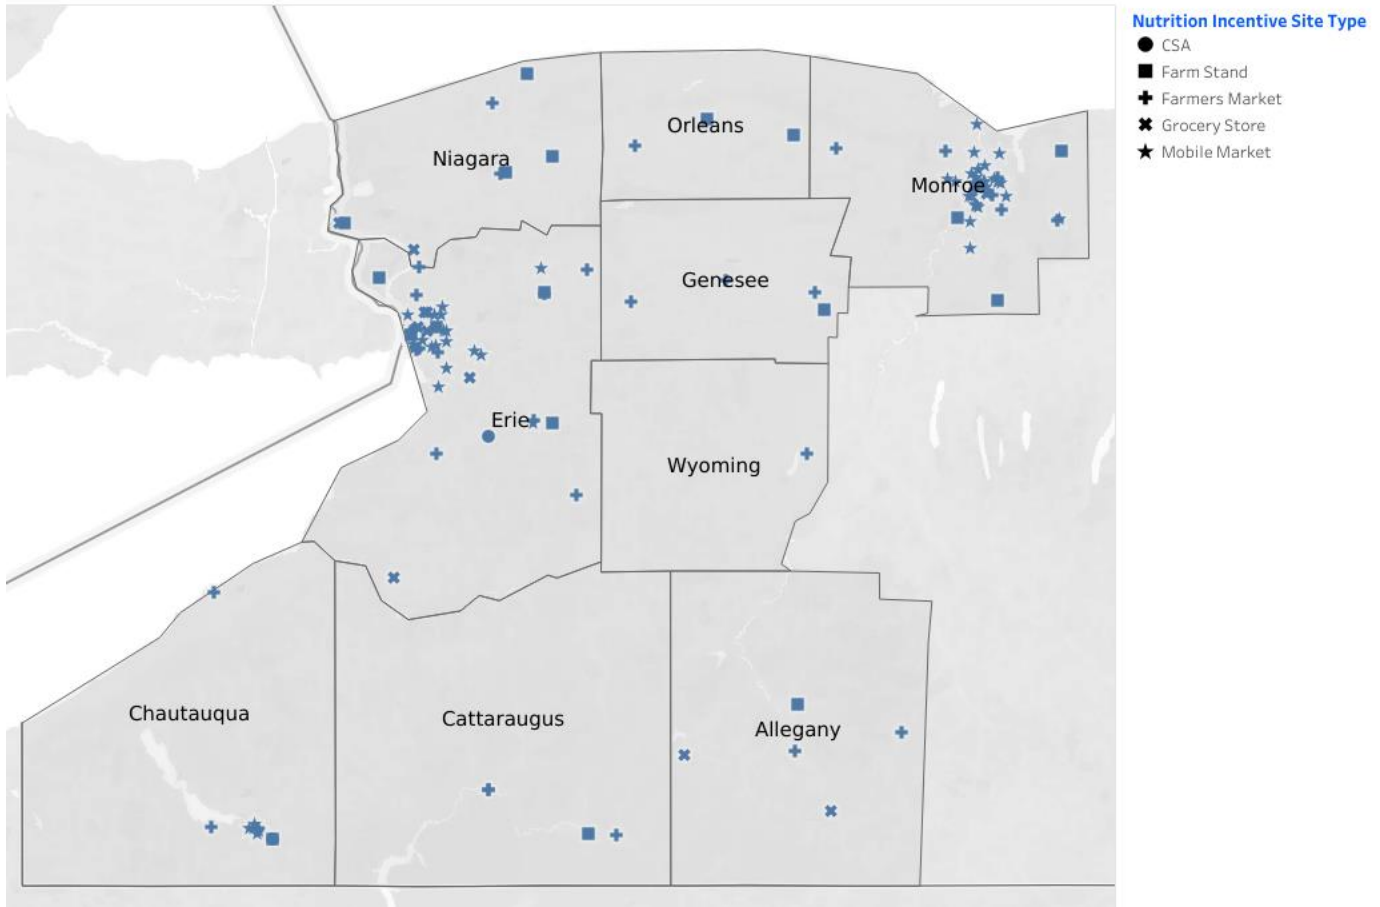 Nutrition Incentive Site Type
CSA
Farm Stand
Farmers Market
Grocery Store
Mobile Market
Orleans
Niagara
Monroe
Genesee
Erie
Wyoming
Chautauqua
Cattaraugus
Allegany